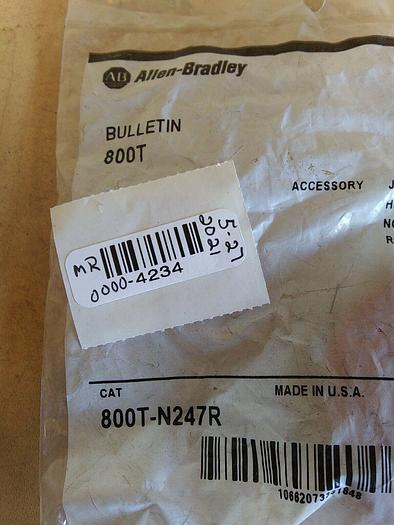 AB Allen-Bradley
BULLETIN
800T
ACCESSORY
MR
0000-4234
5-27
2021
CAT
MADE IN U.S.A.
800T-N247R